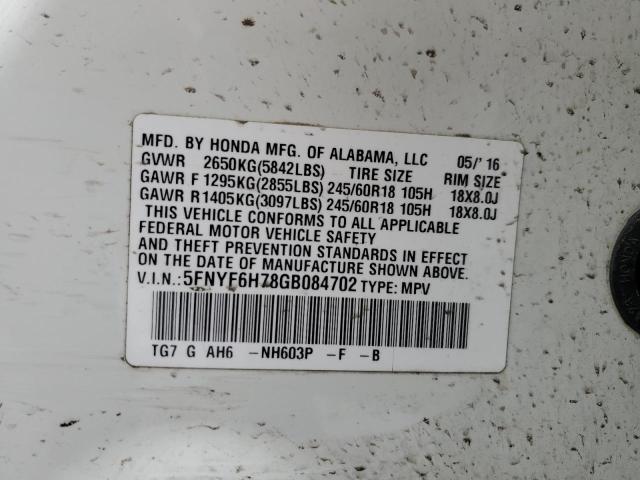 MFD. BY HONDA MFG. OF ALABAMA, LLC 05/'16
GVWR 2650KG(5842LBS) TIRE SIZE RIM SIZE
GAWR F 1295KG(2855LBS) 245/60R18 105H 18X8.0J
GAWR R 1405KG(3097LBS) 245/60R18 105H 18X8.0J
THIS VEHICLE CONFORMS TO ALL APPLICABLE
FEDERAL MOTOR VEHICLE SAFETY
AND THEFT PREVENTION STANDARDS IN EFFECT
ON THE DATE OF MANUFACTURE SHOWN ABOVE.
V.I.N.: 5FNYF6H78GB084702 TYPE: MPV
TG7 G AH6 -NH603P -F -B